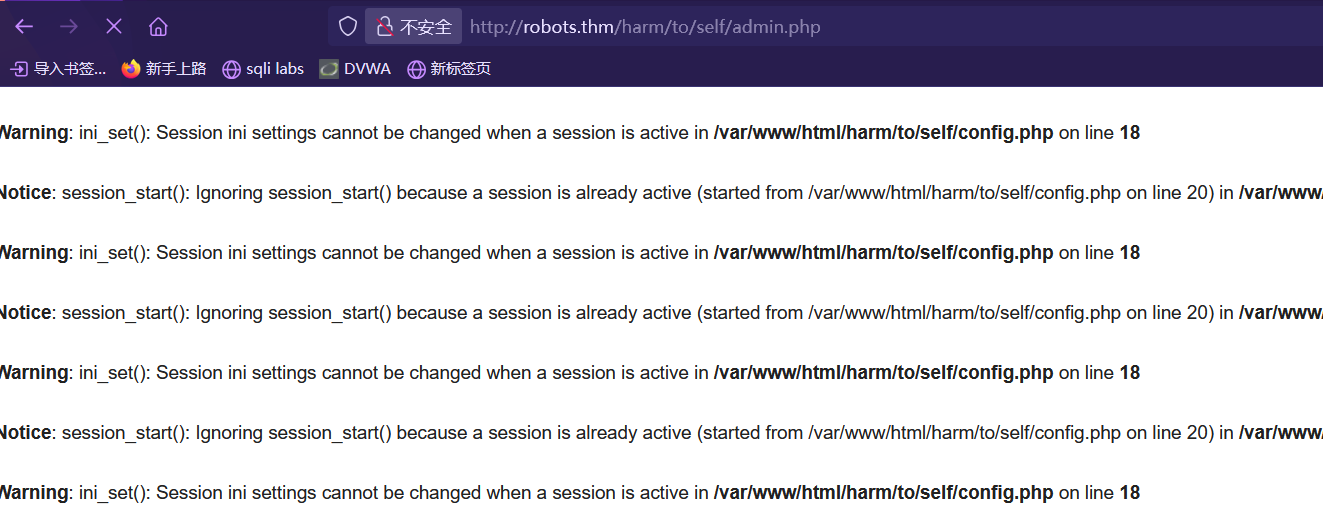 不安全 http://robots.thm/harm/to/self/admin.php
导入书签... 新手上路 sqli labs DVWA 新标签页
Warning: ini_set(): Session ini settings cannot be changed when a session is active in /var/www/html/harm/to/self/config.php on line 18
Notice: session_start(): Ignoring session_start() because a session is already active (started from /var/www/html/harm/to/self/config.php on line 20) in /var/www/
Warning: ini_set(): Session ini settings cannot be changed when a session is active in /var/www/html/harm/to/self/config.php on line 18
Notice: session_start(): Ignoring session_start() because a session is already active (started from /var/www/html/harm/to/self/config.php on line 20) in /var/www/
Warning: ini_set(): Session ini settings cannot be changed when a session is active in /var/www/html/harm/to/self/config.php on line 18
Notice: session_start(): Ignoring session_start() because a session is already active (started from /var/www/html/harm/to/self/config.php on line 20) in /var/www/
Warning: ini_set(): Session ini settings cannot be changed when a session is active in /var/www/html/harm/to/self/config.php on line 18